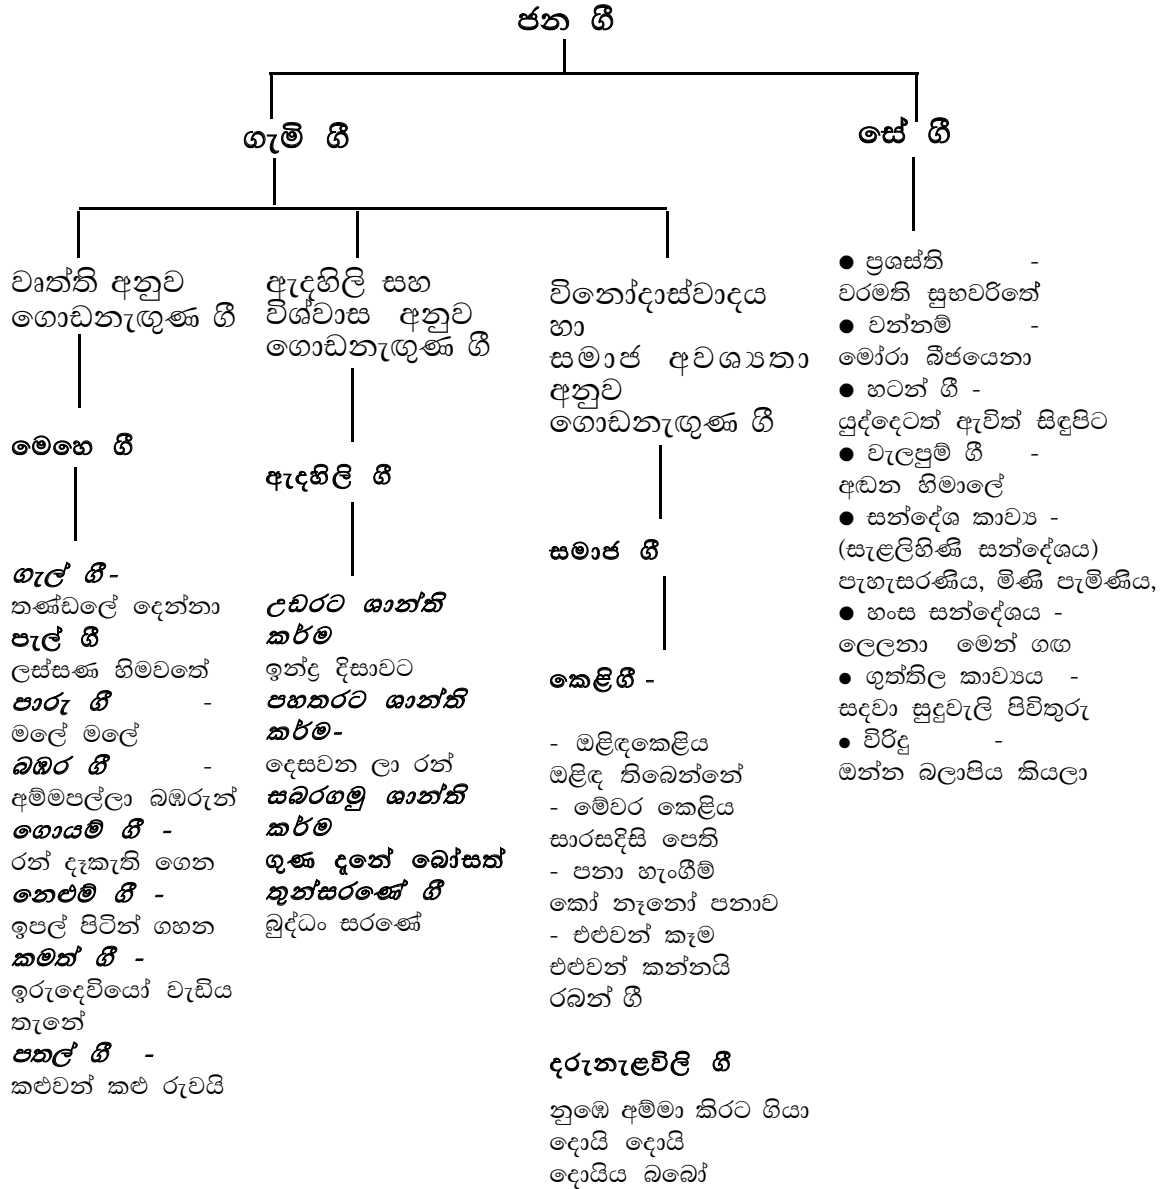 ජන ගී
ගැමි ගී
සේ ගී
වෘත්ති අනුව
ගොඩනැඟුණ ගී
මෙහෙ ගී
ගැල් ගී-
තණ්ඩලේ දෙන්නා
පැල් ගී
ලස්සණ හිමවතේ
පාරු ගී -
මලේ මලේ
බඹර ගී -
අම්මපල්ලා බඹරුන්
ගොයම් ගී -
රන් දෑකැති ගෙන
නෙළුම් ගී -
ඉපල් පිටින් ගහන
කමත් ගී -
ඉරුදෙවියෝ වැඩිය
තැනේ
පතල් ගී -
කළුවන් කළු රුවයි
ඇදහිලි සහ
විශ්වාස අනුව
ගොඩනැඟුණ ගී
ඇදහිලි ගී
උඩරට ශාන්ති
කර්ම
ඉන්ද්‍ර දිසාවට
පහතරට ශාන්ති
කර්ම-
දෙසවන ලා රන්
සබරගමු ශාන්ති
කර්ම
ගුණ දැනේ බෝසත්
තුන්සරණේ ගී
බුද්ධං සරණේ
විනෝදාස්වාදය
හා
සමාජ අවශ්‍යතා
අනුව
ගොඩනැඟුණ ගී
සමාජ ගී
කෙළිගී -
- ඔළිඳකෙළිය
ඔළිඳ තිබෙන්නේ
- මේවර කෙළිය
සාරසදිසි පෙති
- පනා හැංගීම්
කෝ නෑනෝ පනාව
- එළුවන් කෑම
එළුවන් කන්නයි
රබන් ගී
දරුනැළවිලි ගී
නුඹෙ අම්මා කිරට ගියා
දොයි දොයි
දොයිය බබෝ
● ප්‍රශස්ති -
වරමති සුභචරිතේ
● වන්නම් -
මෝරා බීජයෙනා
● හටන් ගී -
යුද්දෙටත් ඇවිත් සිඳුපිට
● වැලපුම් ගී -
අඬන හිමාලේ
● සන්දේශ කාව්‍ය -
(සැළලිහිණි සන්දේශය)
පැහැසරණිය, මිණි පැමිණිය,
● හංස සන්දේශය -
ලෙලනා මෙන් ගඟ
● ගුත්තිල කාව්‍යය -
සඳවා සුදුවැලි පිවිතුරු
● විරිදු -
ඔන්න බලාපිය කියලා